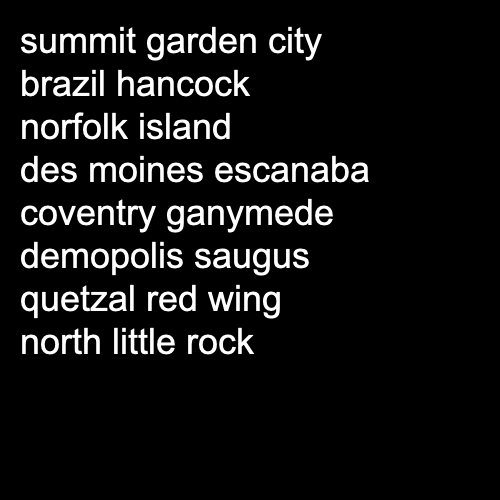 summit garden city
brazil hancock
norfolk island
des moines escanaba
coventry ganymede
demopolis saugus
quetzal red wing
north little rock